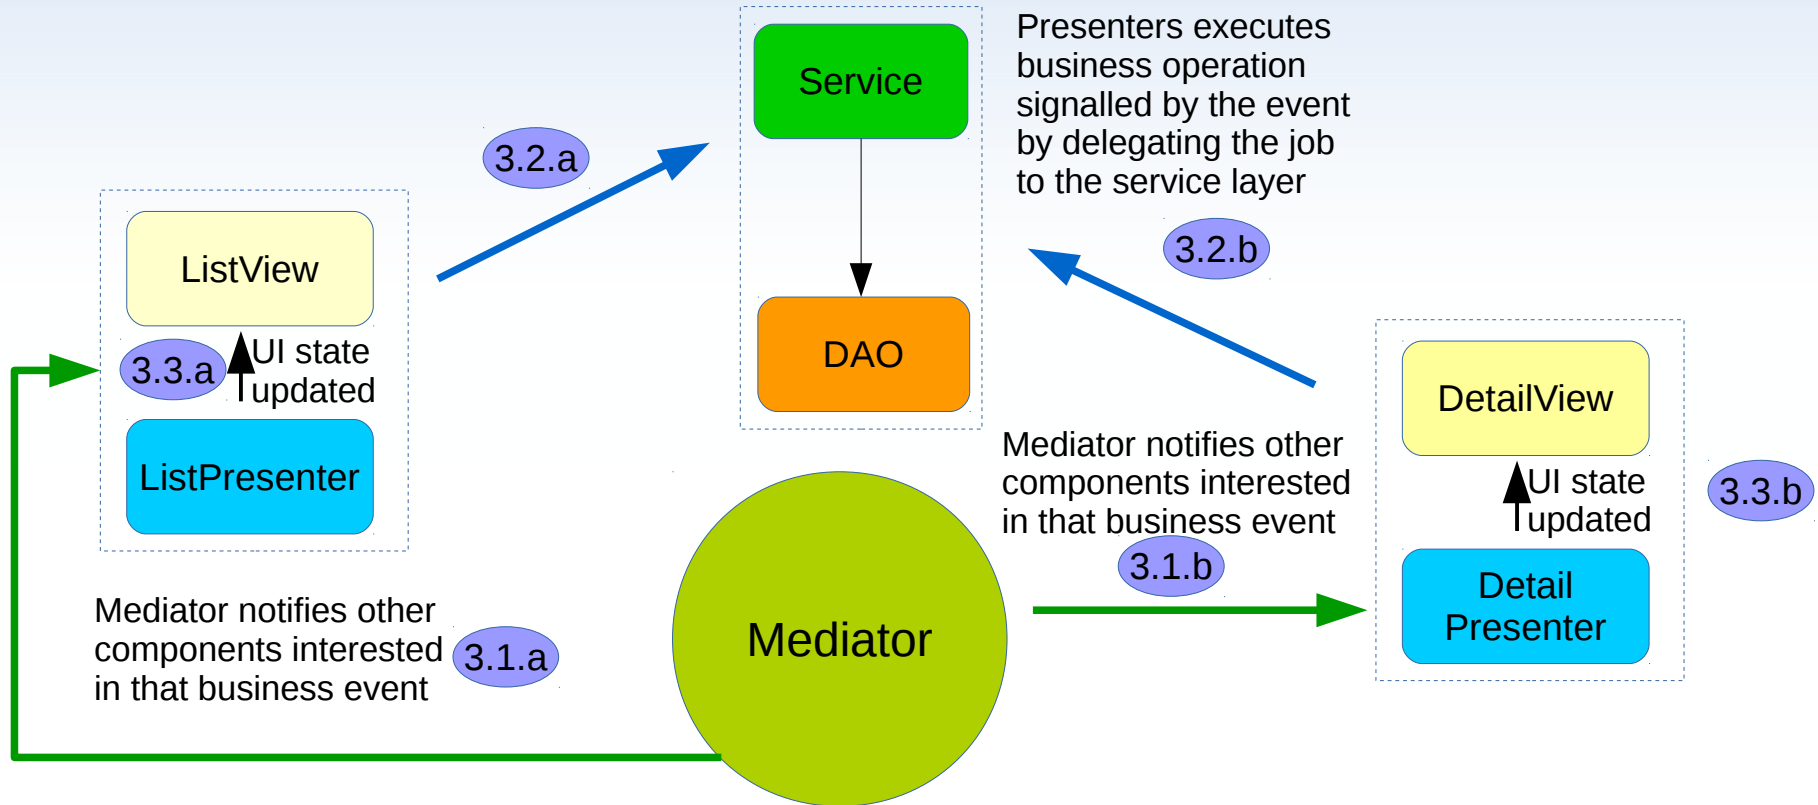 Service
Presenters executes
business operation
signalled by the event
by delegating the job
to the service layer
3.2.a
3.2.b
ListView
3.3.a
UI state
updated
ListPresenter
DAO
DetailView
Mediator notifies other
components interested
in that business event
3.1.b
UI state
updated
3.3.b
Detail
Presenter
Mediator notifies other
components interested
in that business event
3.1.a
Mediator